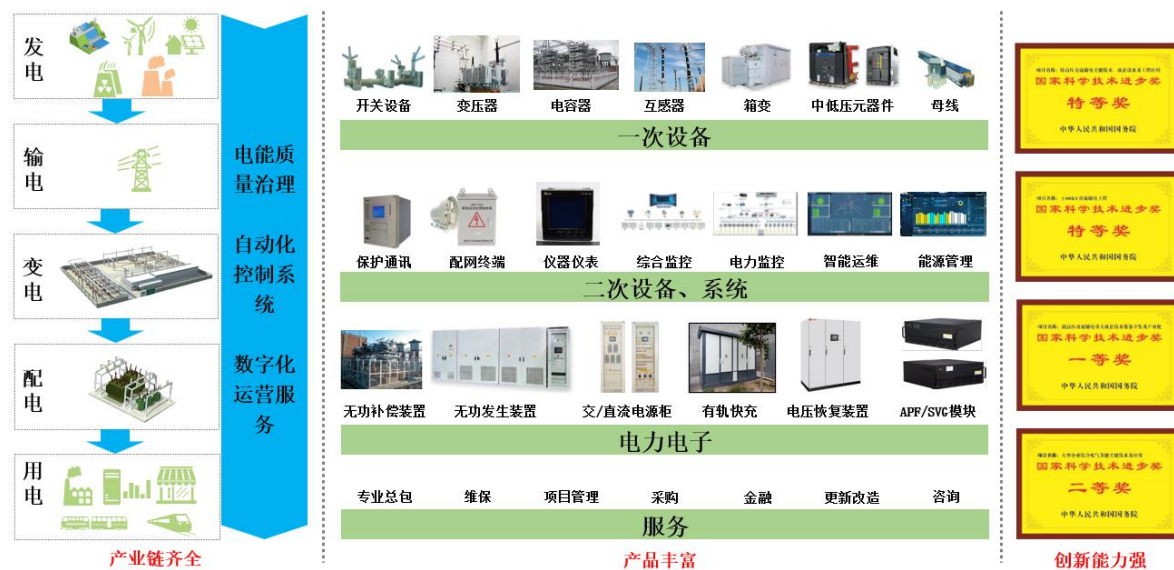 发电
输电
变电
配电
用电
电能质量治理
自动化控制系统
数字化运营服务
产业链齐全
开关设备
变压器
电容器
互感器
箱变
中低压元器件
母线
一次设备
保护通讯
配网终端
仪器仪表
综合监控
电力监控
智能运维
能源管理
二次设备、系统
无功补偿装置
无功发生装置
交/直流电源柜
有轨快充
电压恢复装置
APF/SVG模块
电力电子
专业总包
维保
项目管理
采购
金融
更新改造
咨询
服务
产品丰富
国家科学技术进步奖
特等奖
中华人民共和国国务院
国家科学技术进步奖
特等奖
中华人民共和国国务院
国家科学技术进步奖
一等奖
中华人民共和国国务院
国家科学技术进步奖
二等奖
中华人民共和国国务院
创新能力强